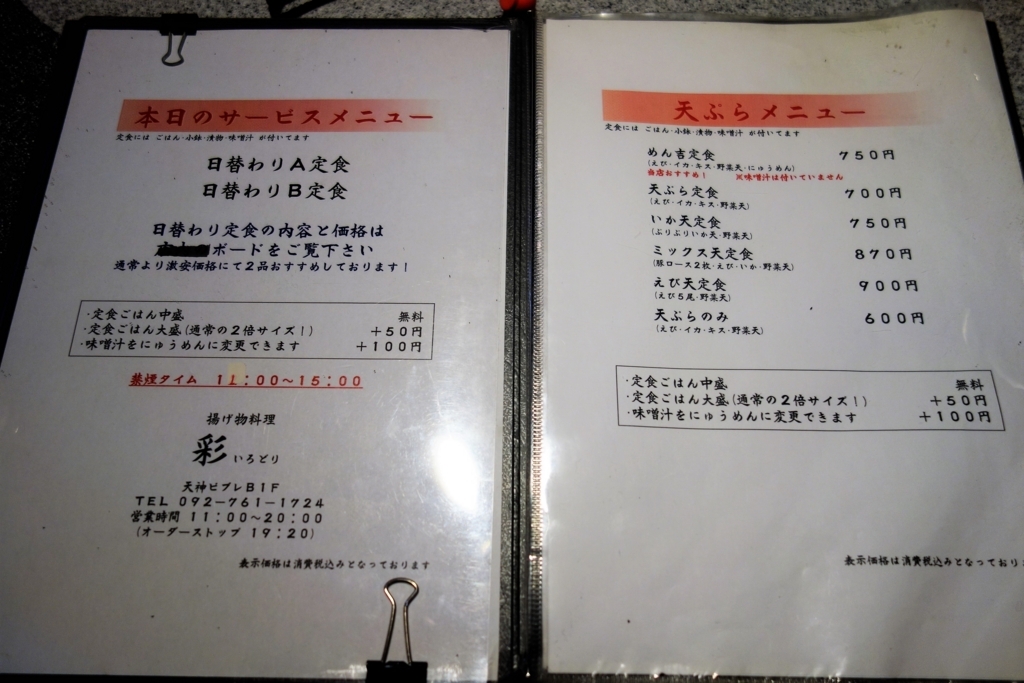 本日のサービスメニュー
定食には ごはん・小鉢・漬物・味噌汁 が付いてます
日替わりA定食
日替わりB定食
日替わり定食の内容と価格は
ボードをご覧下さい
通常より激安価格にて2品おすすめしております!
・定食ごはん中盛 無料
・定食ごはん大盛(通常の2倍サイズ!) +50円
・味噌汁をにゅうめんに変更できます +100円
禁煙タイム 11:00～15:00
揚げ物料理
彩 いろどり
天神ビブレB1F
TEL 092-761-1724
営業時間 11:00～20:00
(オーダーストップ 19:20)
表示価格は消費税込みとなっております
天ぷらメニュー
定食には ごはん・小鉢・漬物・味噌汁 が付いてます
めん吉定食 750円
(えび・イカ・キス・野菜天・にゅうめん)
当店おすすめ! ※味噌汁は付いていません
天ぷら定食 700円
(えび・イカ・キス・野菜天)
いか天定食 750円
(ぷりぷりいか天・野菜天)
ミックス天定食 870円
(豚ロース2枚・えび・いか・野菜天)
えび天定食 900円
(えび5尾・野菜天)
天ぷらのみ 600円
(えび・イカ・キス・野菜天)
・定食ごはん中盛 無料
・定食ごはん大盛(通常の2倍サイズ!) +50円
・味噌汁をにゅうめんに変更できます +100円
表示価格は消費税込みとなっており